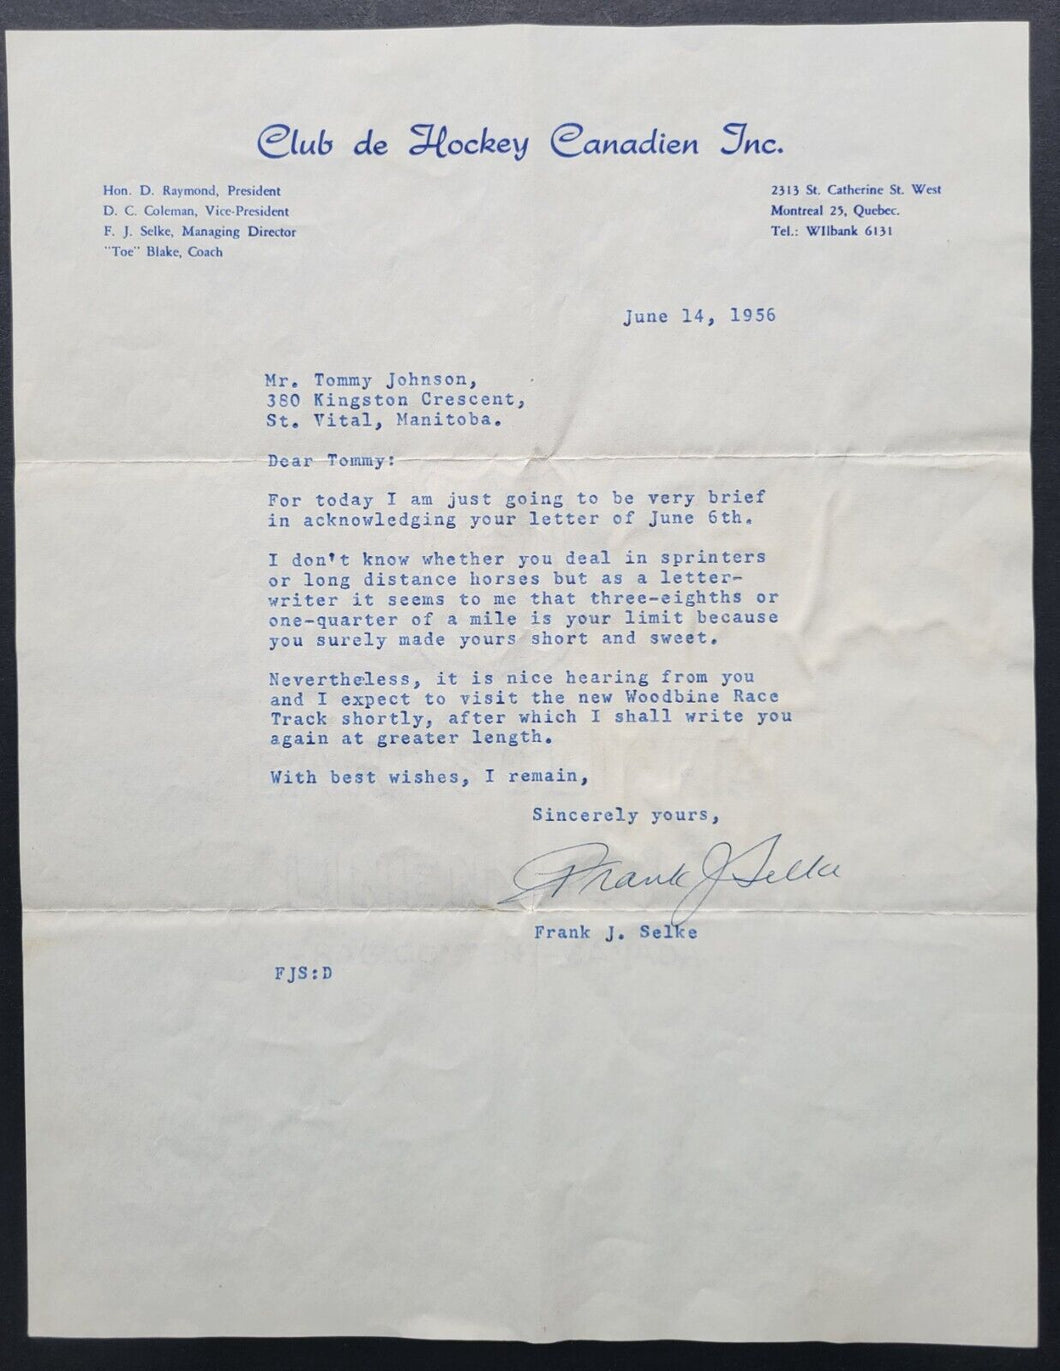 Club de Hockey Canadien Inc.
Hon. D. Raymond, President
D. C. Coleman, Vice-President
F. J. Selke, Managing Director
"Toe" Blake, Coach
2313 St. Catherine St. West
Montreal 25, Quebec.
Tel.: WIlbank 6131
June 14, 1956
Mr. Tommy Johnson,
380 Kingston Crescent,
St. Vital, Manitoba.
Dear Tommy:
For today I am just going to be very brief
in acknowledging your letter of June 6th.
I don't know whether you deal in sprinters
or long distance horses but as a letter-
writer it seems to me that three-eighths or
one-quarter of a mile is your limit because
you surely made yours short and sweet.
Nevertheless, it is nice hearing from you
and I expect to visit the new Woodbine Race
Track shortly, after which I shall write you
again at greater length.
With best wishes, I remain,
Sincerely yours,
Frank J Selke
Frank J. Selke
FJS:D